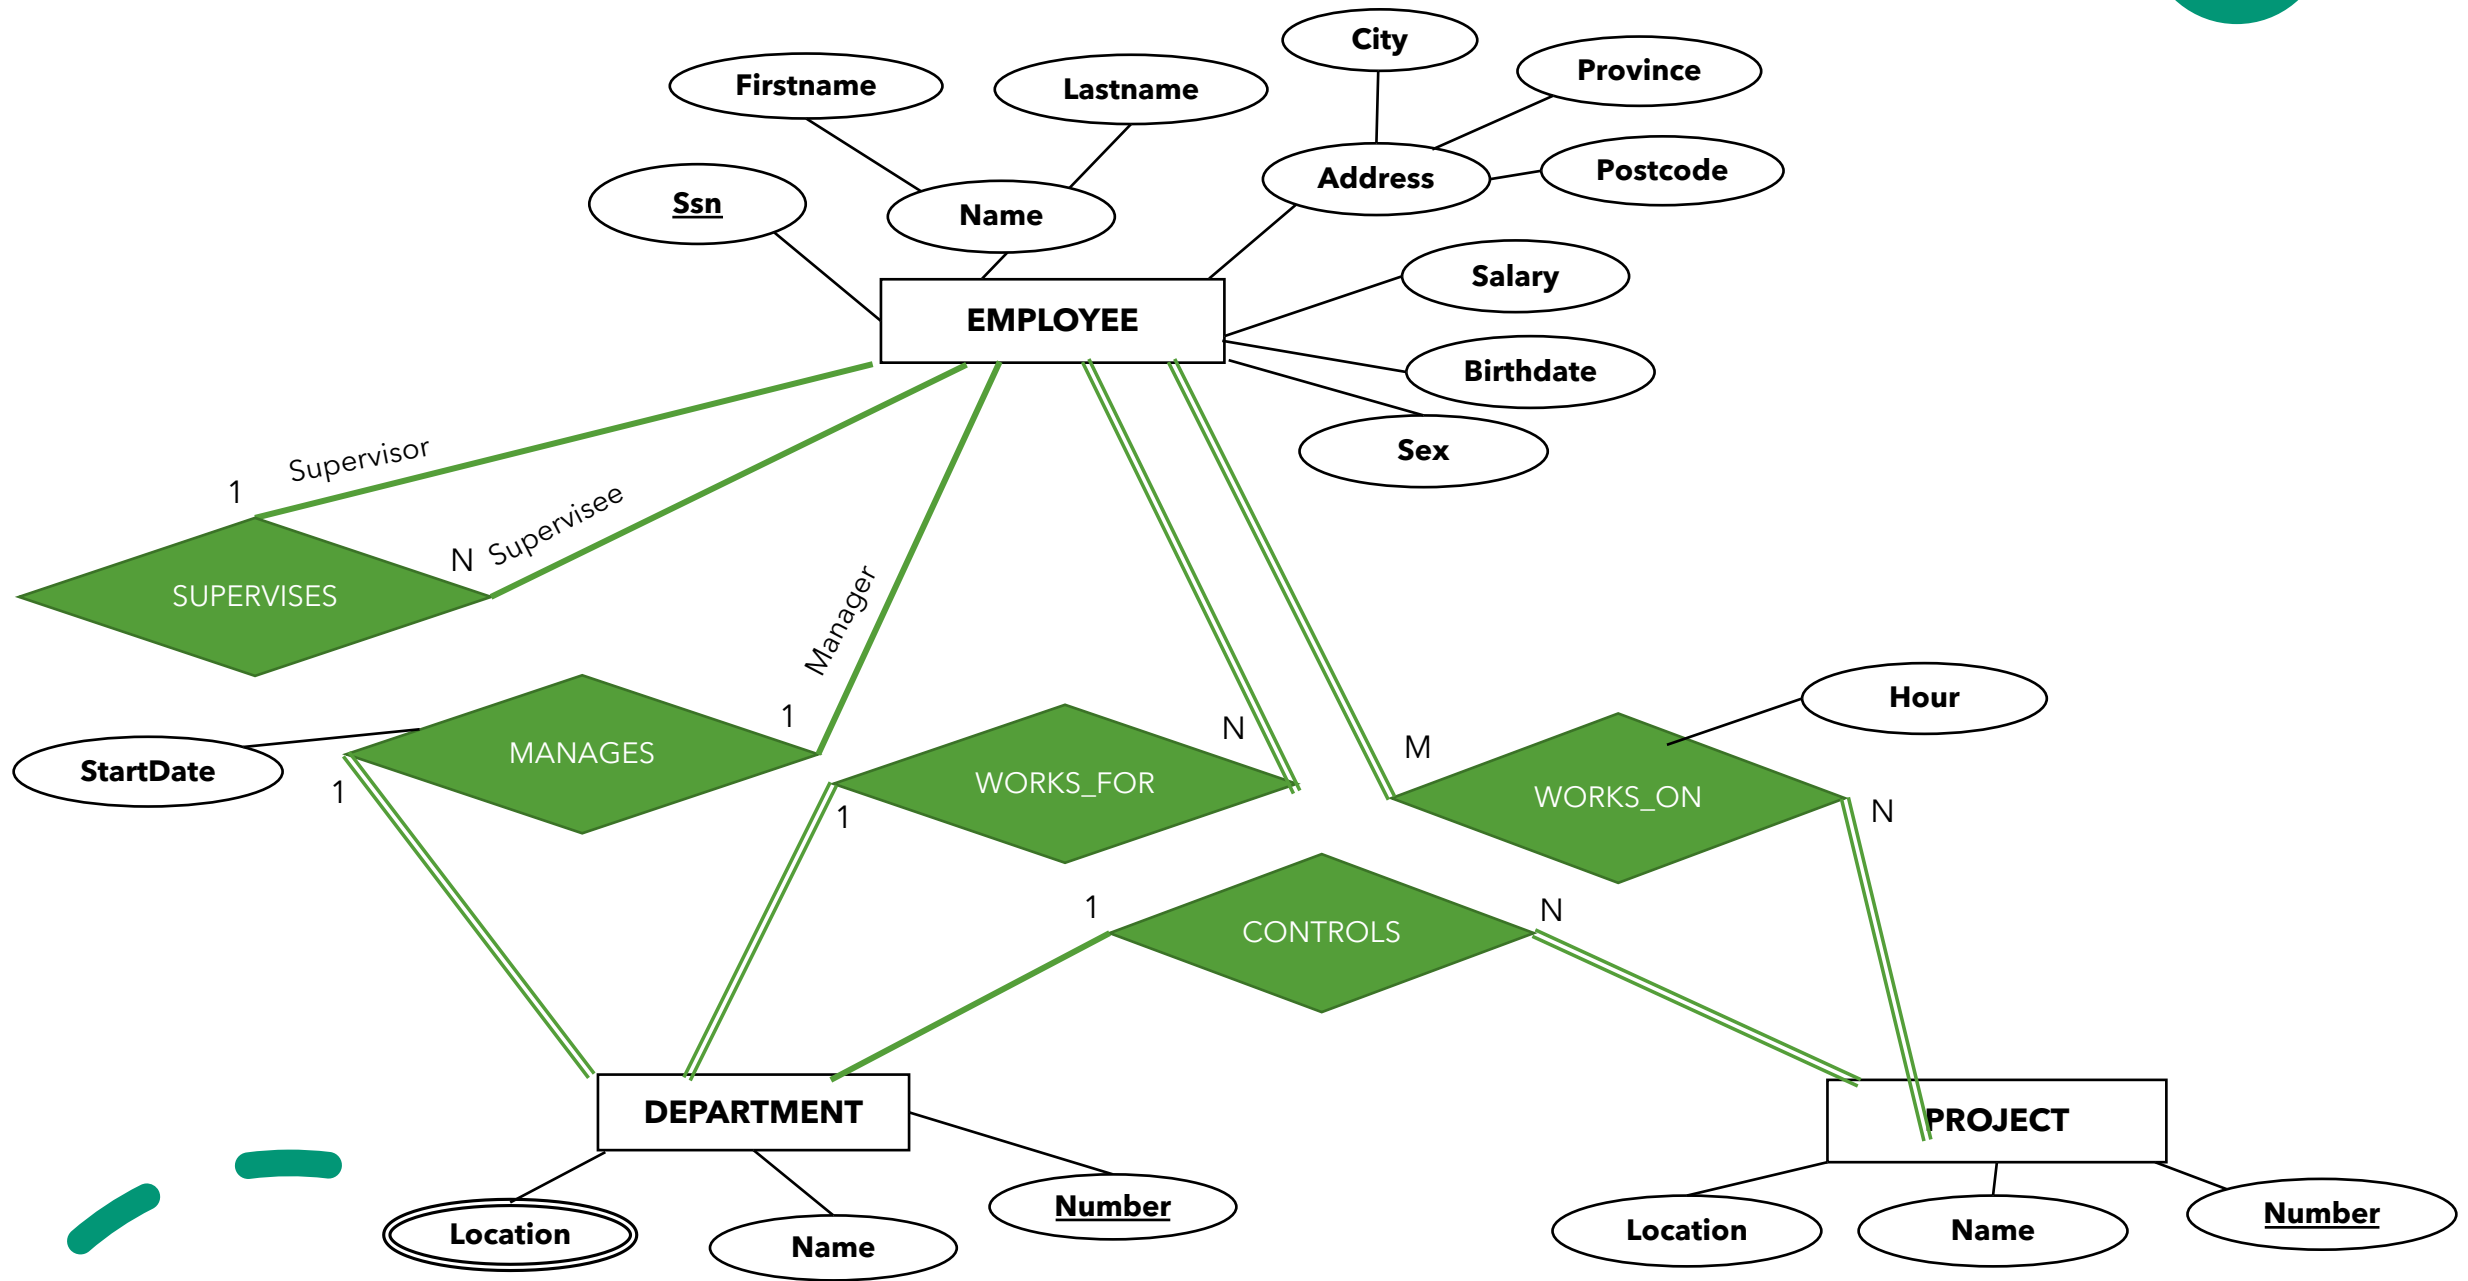 City
Province
Firstname
Lastname
Postcode
Address
Ssn
Name
Salary
EMPLOYEE
Birthdate
Sex
Supervisor
1
Supervisee
N
SUPERVISES
Manager
Hour
1
N
M
MANAGES
StartDate
1
WORKS_FOR
1
WORKS_ON
N
1
N
CONTROLS
DEPARTMENT
PROJECT
Number
Location
Name
Number
Location
Name